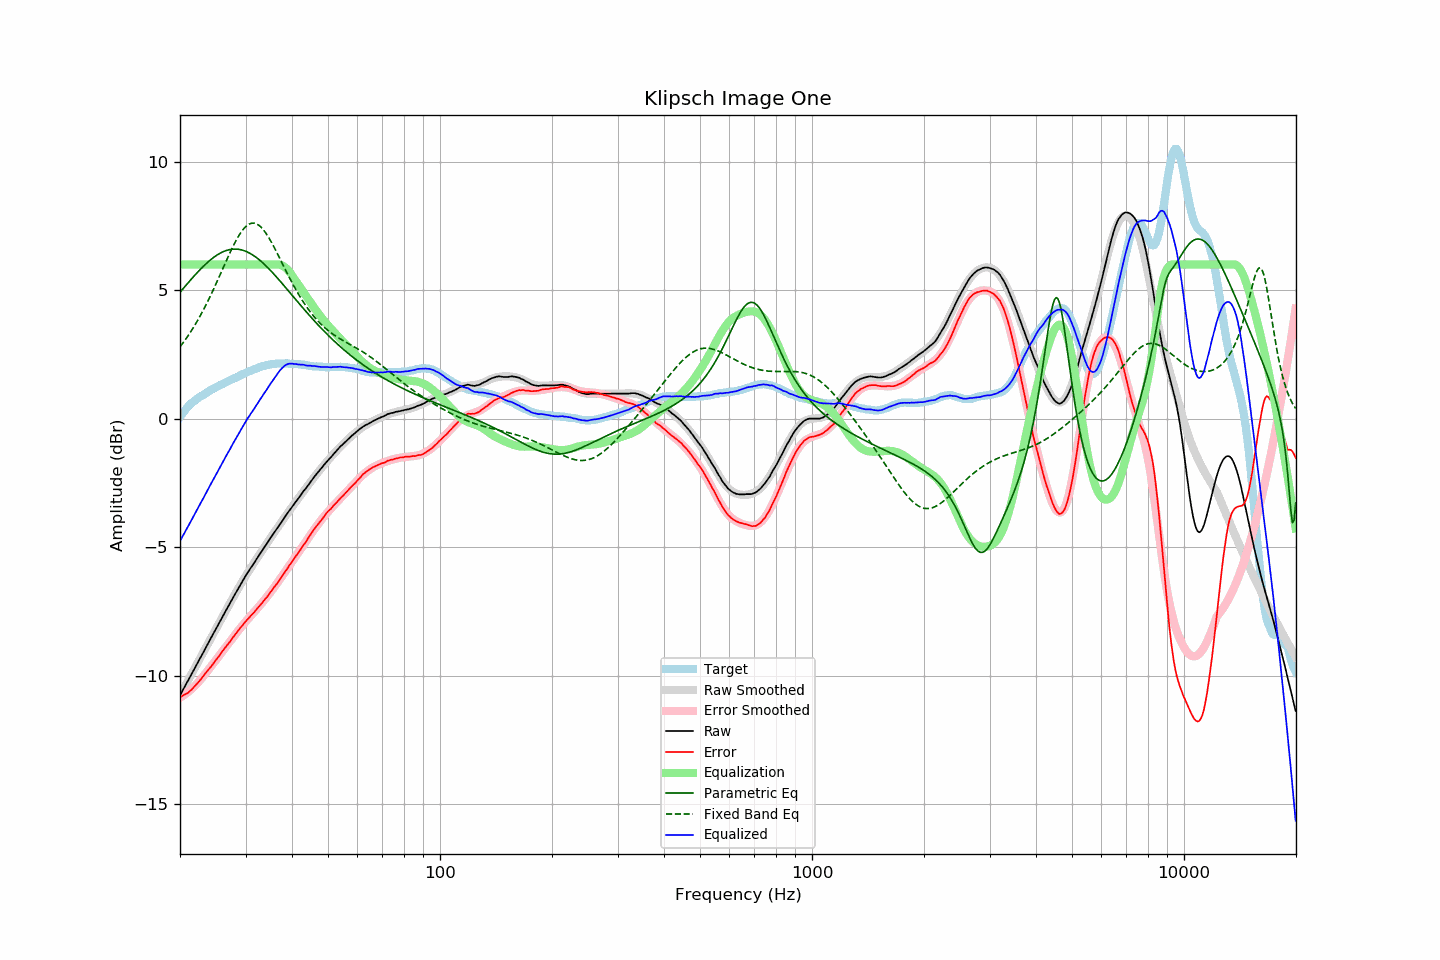 Klipsch Image One
10
5
0
−5
−10
−15
Amplitude (dBr)
100
1000
10000
Frequency (Hz)
Target
Raw Smoothed
Error Smoothed
Raw
Error
Equalization
Parametric Eq
Fixed Band Eq
Equalized